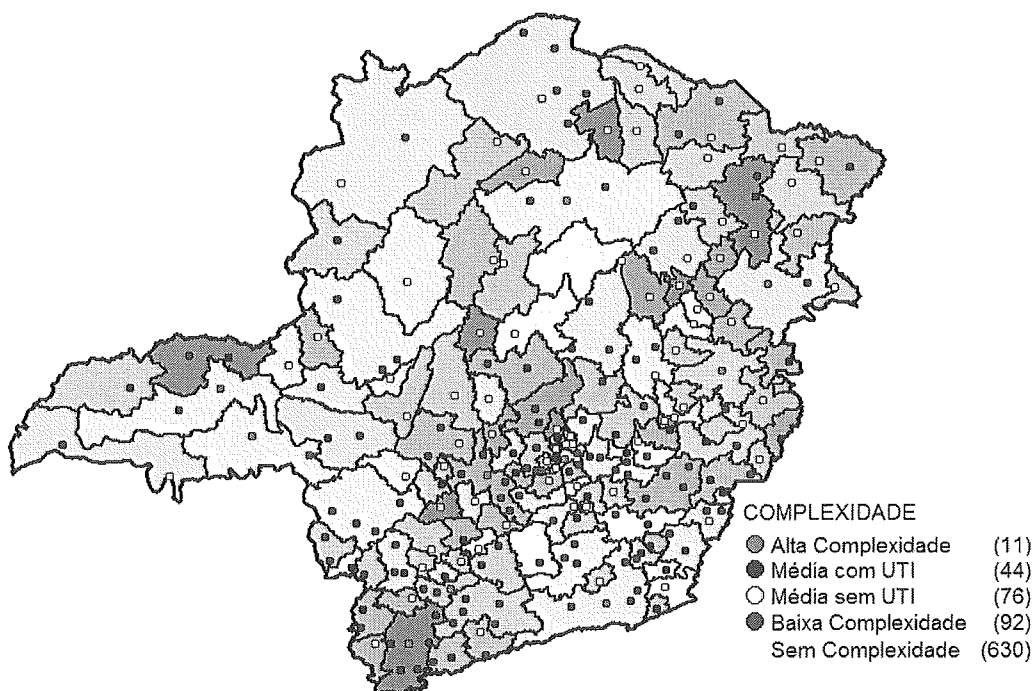 COMPLEXIDADE
Alta Complexidade (11)
Média com UTI (44)
Média sem UTI (76)
Baixa Complexidade (92)
Sem Complexidade (630)